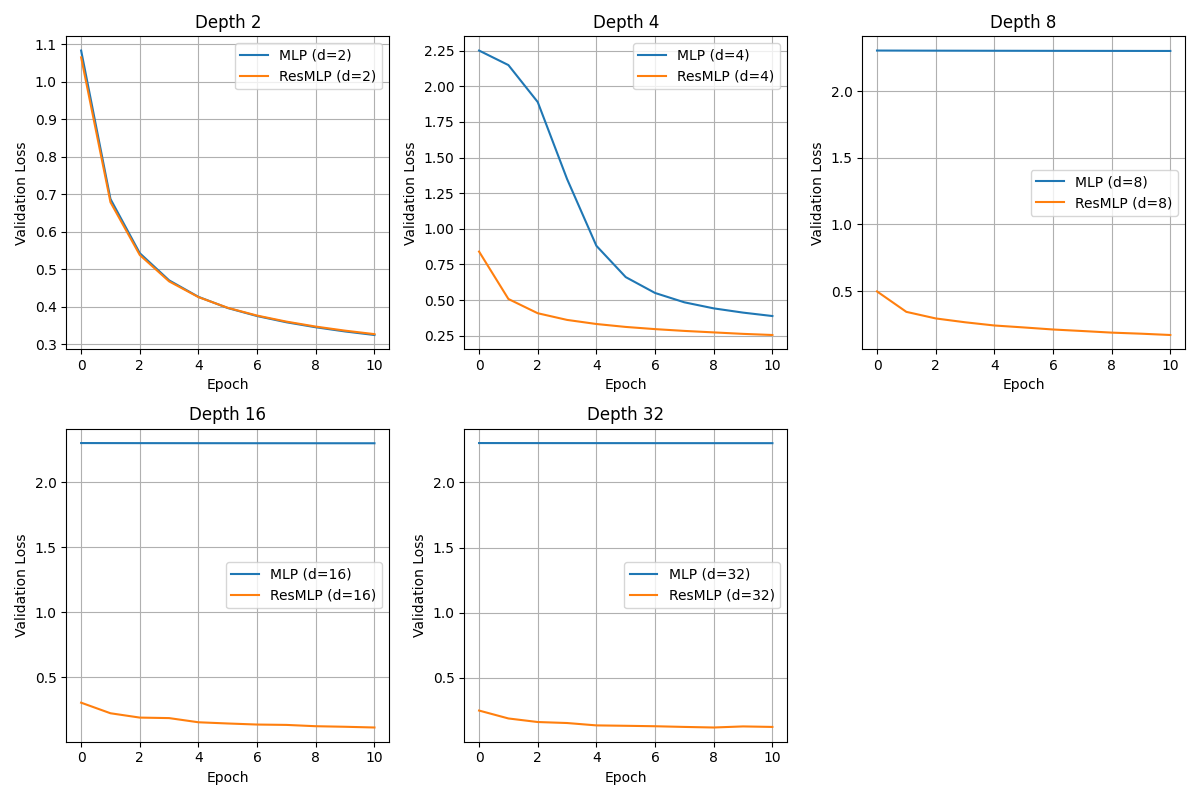 Depth 2
Validation Loss
1.1
1.0
0.9
0.8
0.7
0.6
0.5
0.4
0.3
MLP (d=2)
ResMLP (d=2)
0 2 4 6 8 10
Epoch
Depth 4
Validation Loss
2.25
2.00
1.75
1.50
1.25
1.00
0.75
0.50
0.25
MLP (d=4)
ResMLP (d=4)
0 2 4 6 8 10
Epoch
Depth 8
Validation Loss
2.0
1.5
1.0
0.5
MLP (d=8)
ResMLP (d=8)
0 2 4 6 8 10
Epoch
Depth 16
Validation Loss
2.0
1.5
1.0
0.5
MLP (d=16)
ResMLP (d=16)
0 2 4 6 8 10
Epoch
Depth 32
Validation Loss
2.0
1.5
1.0
0.5
MLP (d=32)
ResMLP (d=32)
0 2 4 6 8 10
Epoch